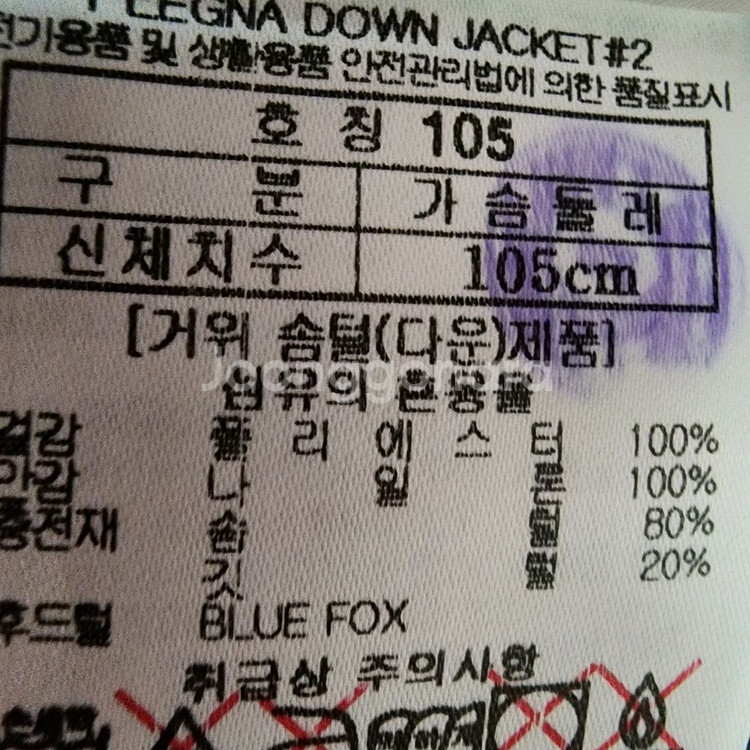 LEGNA DOWN JACKET#2
전기용품 및 생활용품 안전관리법에 의한 품질표시
호 칭 105
구 분 가 슴 둘 레
신체치수 105cm
[거위 솜털(다운)제품]
섬유의 혼용율
겉감 폴 리 에 스 터 100%
안감 나 일 론 100%
충전재 솜 털 80%
깃 털 20%
후드털 BLUE FOX
취급상 주의사항